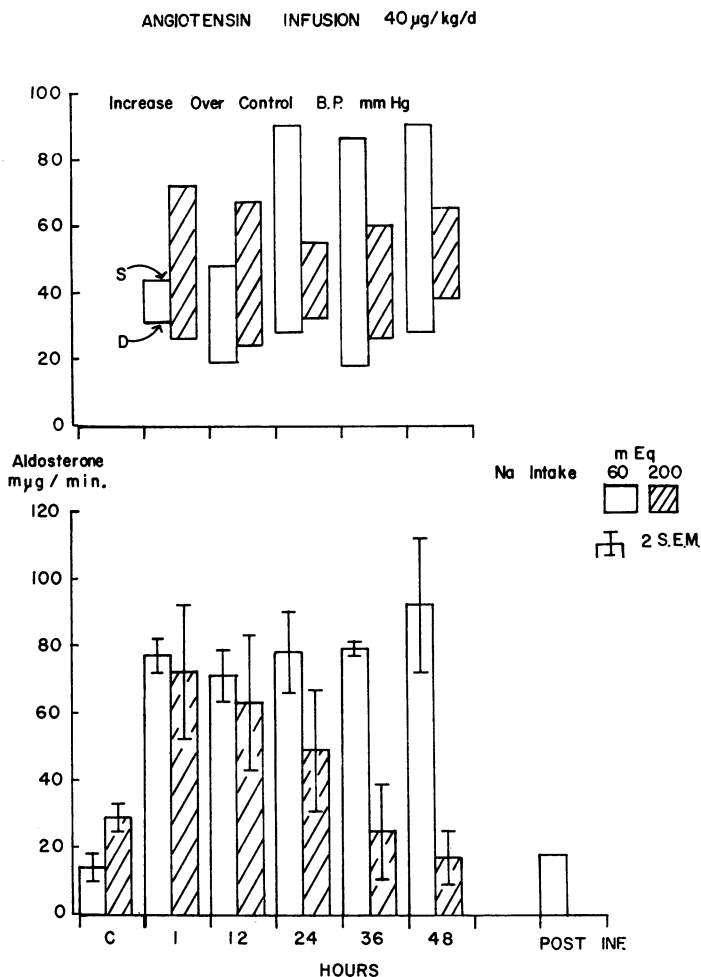 ANGIOTENSIN INFUSION 40µg/kg/d
Increase Over Control B.P. mm Hg
100
80
60
40
20
0
S
D
Aldosterone
mµg / min.
120
100
80
60
40
20
0
Na Intake
m Eq
60 200
2 S.E.M.
C 1 12 24 36 48 POST INF.
HOURS